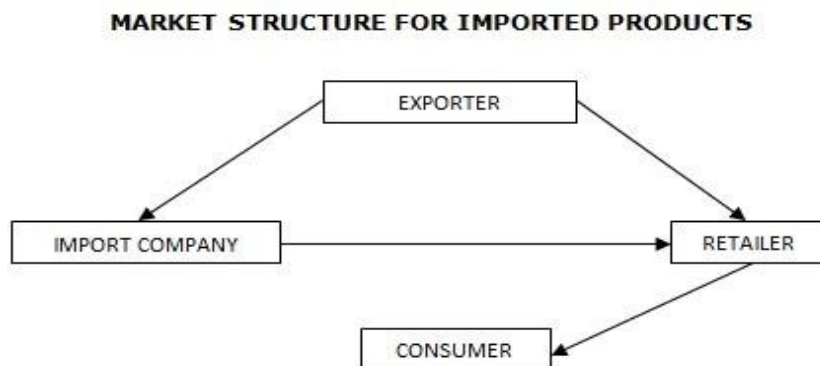 MARKET STRUCTURE FOR IMPORTED PRODUCTS
EXPORTER
IMPORT COMPANY
RETAILER
CONSUMER